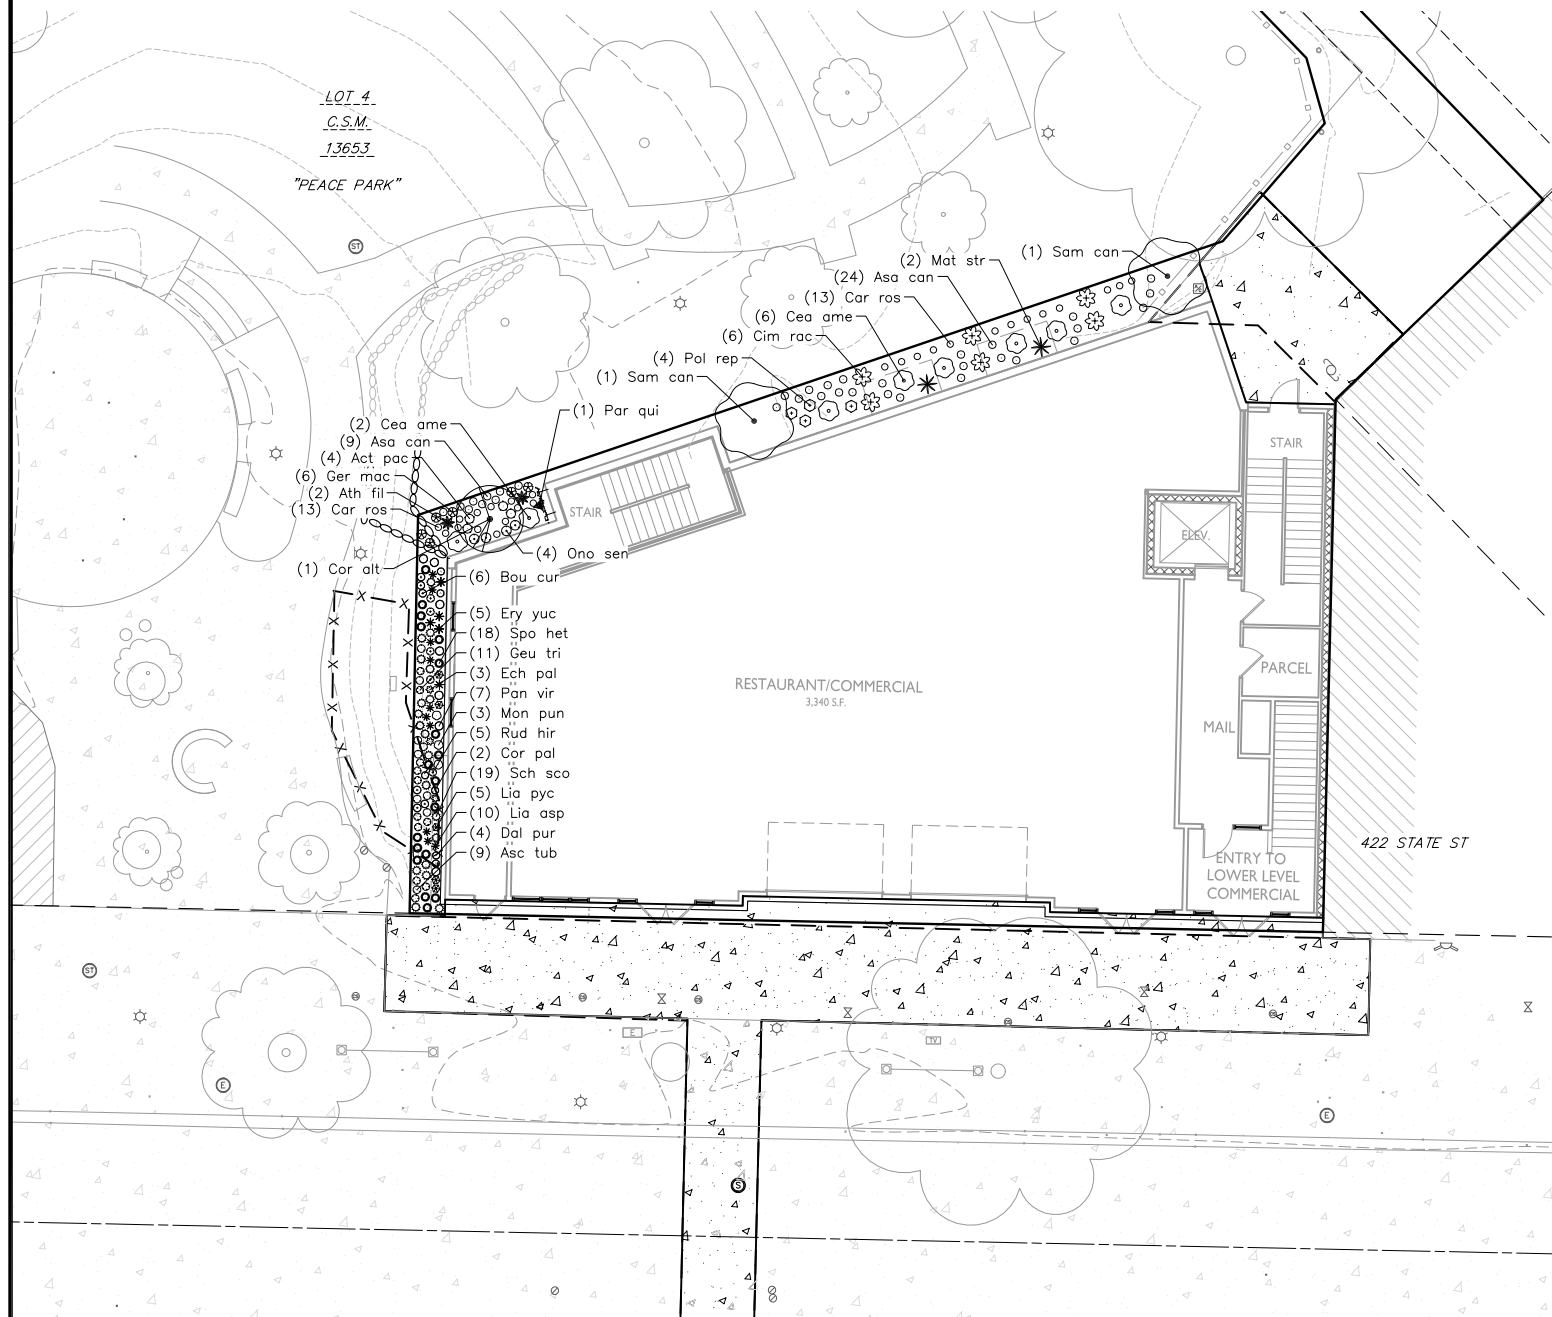 LOT 4
C.S.M.
13653
"PEACE PARK"
ST
(1) Sam can
(2) Mat str
(24) Asa can
(13) Car ros
(6) Cea ame
(6) Cim rac
(4) Pol rep
(1) Sam can
(1) Par qui
(2) Cea ame
(9) Asa can
(4) Act pac
(6) Ger mac
(2) Ath fil
(13) Car ros
(1) Cor alt
(4) Ono sen
(6) Bou cur
(5) Ery yuc
(18) Spo het
(11) Geu tri
(3) Ech pal
(7) Pan vir
(3) Mon pun
(5) Rud hir
(2) Cor pal
(19) Sch sco
(5) Lia pyc
(10) Lia asp
(4) Dal pur
(9) Asc tub
STAIR
STAIR
ELEV.
PARCEL
MAIL
RESTAURANT/COMMERCIAL
3,340 S.F.
ENTRY TO
LOWER LEVEL
COMMERCIAL
422 STATE ST
ST
E
TV
E
E
S